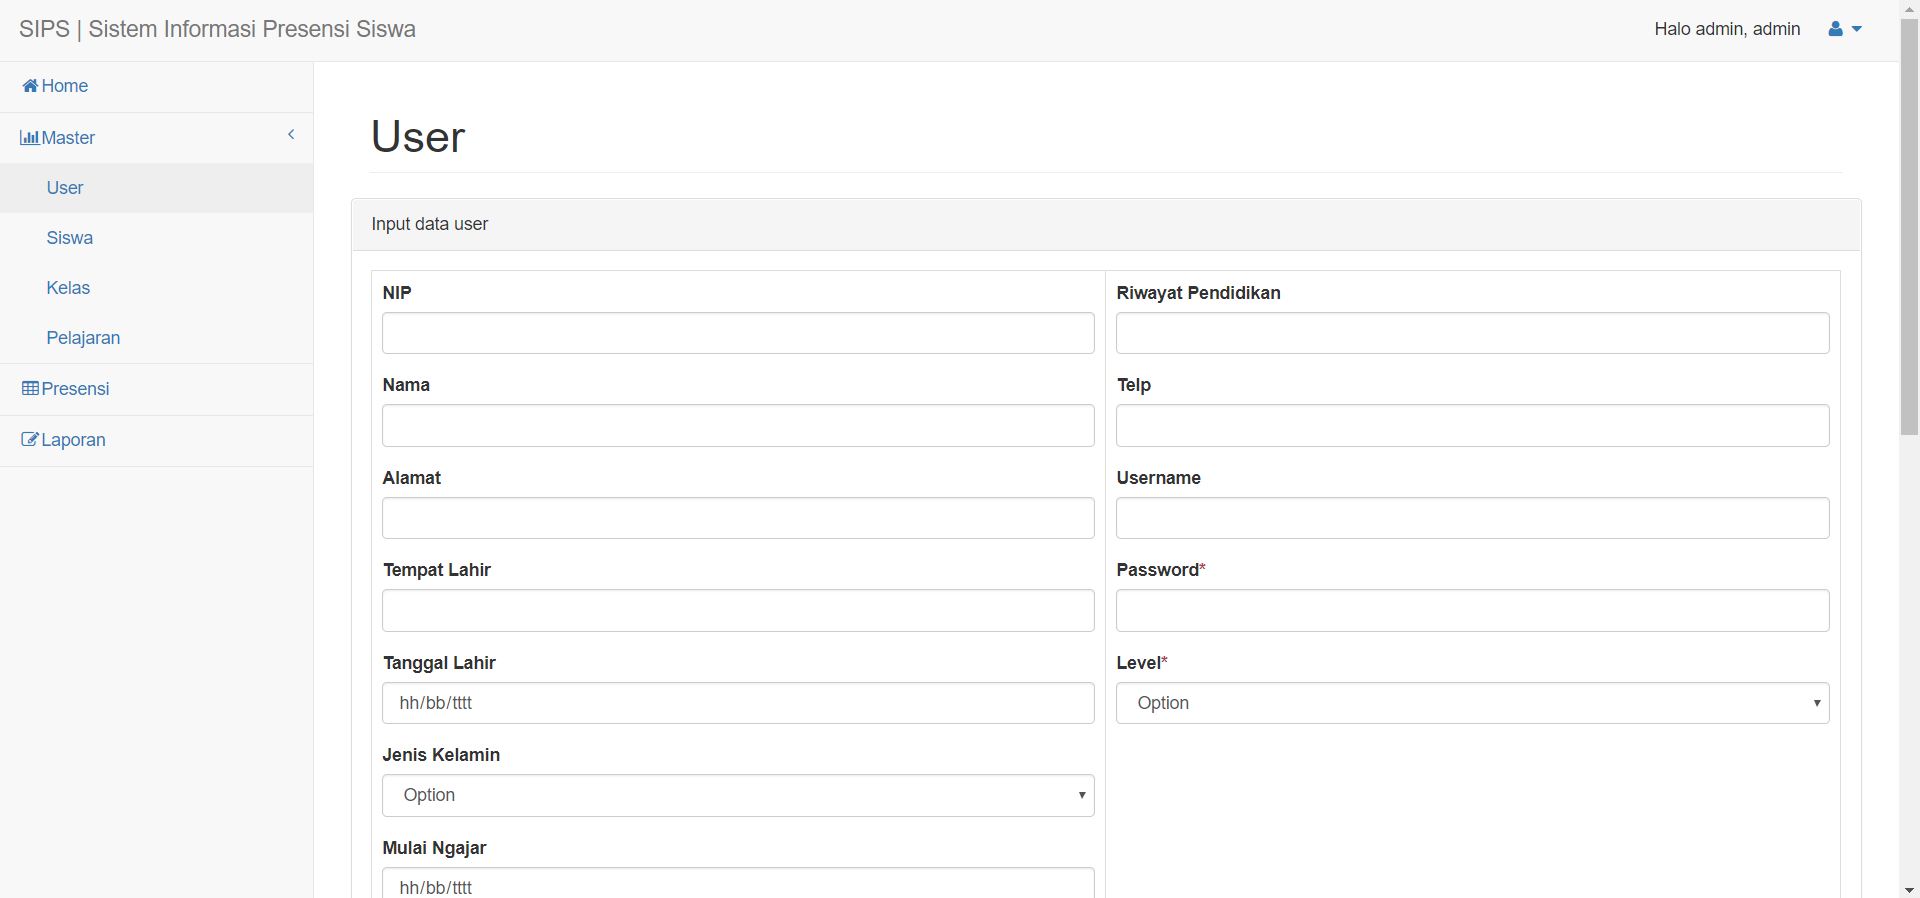 SIPS | Sistem Informasi Presensi Siswa
Halo admin, admin
Home
Master
User
Siswa
Kelas
Pelajaran
Presensi
Laporan
User
Input data user
NIP
Nama
Alamat
Tempat Lahir
Tanggal Lahir
hh/bb/tttt
Jenis Kelamin
Option
Mulai Ngajar
hh/bb/tttt
Riwayat Pendidikan
Telp
Username
Password*
Level*
Option